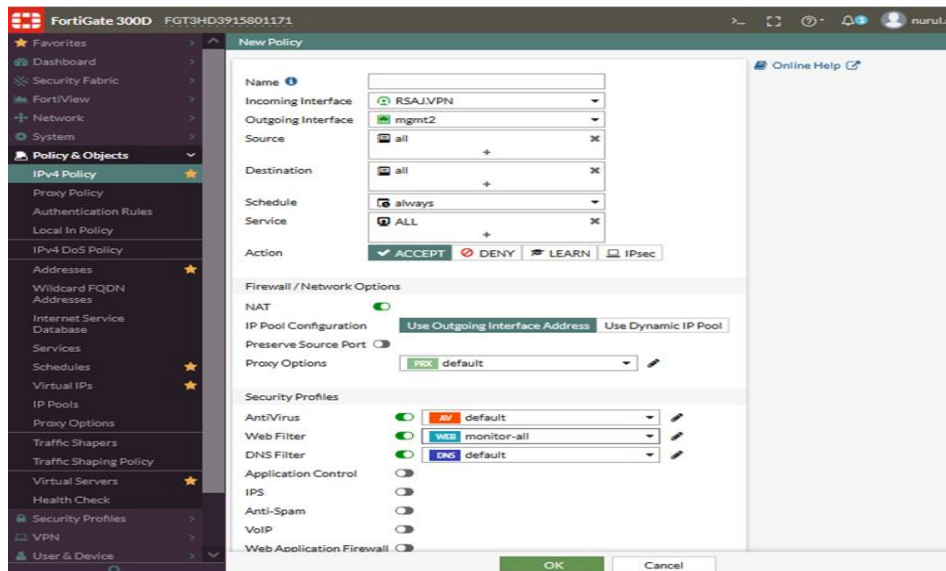 FortiGate 300D FGT3HD3915801171
nurul.
Favorites
Dashboard
Security Fabric
FortiView
Network
System
Policy & Objects
IPv4 Policy
Proxy Policy
Authentication Rules
Local In Policy
IPv4 DoS Policy
Addresses
Wildcard FQDN
Addresses
Internet Service
Database
Services
Schedules
Virtual IPs
IP Pools
Proxy Options
Traffic Shapers
Traffic Shaping Policy
Virtual Servers
Health Check
Security Profiles
VPN
User & Device
New Policy
Name
Incoming Interface RSAJ.VPN
Outgoing Interface mgmt2
Source all
+
Destination all
+
Schedule always
Service ALL
+
Action ACCEPT DENY LEARN IPsec
Firewall / Network Options
NAT
IP Pool Configuration Use Outgoing Interface Address Use Dynamic IP Pool
Preserve Source Port
Proxy Options PRX default
Security Profiles
AntiVirus AV default
Web Filter WEB monitor-all
DNS Filter DNS default
Application Control
IPS
Anti-Spam
VoIP
Web Application Firewall
OK Cancel
Online Help